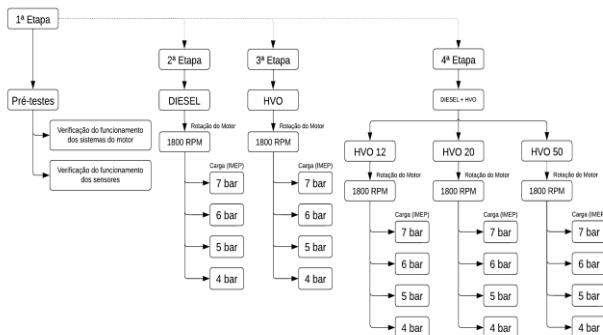 1ª Etapa
Pré-testes
Verificação do funcionamento
dos sistemas do motor
Verificação do funcionamento
dos sensores
2ª Etapa
DIESEL
Rotação do Motor
1800 RPM
Carga (IMEP)
7 bar
6 bar
5 bar
4 bar
3ª Etapa
HVO
Rotação do Motor
1800 RPM
Carga (IMEP)
7 bar
6 bar
5 bar
4 bar
4ª Etapa
DIESEL + HVO
HVO 12
Rotação do Motor
1800 RPM
Carga (IMEP)
7 bar
6 bar
5 bar
4 bar
HVO 20
Rotação do Motor
1800 RPM
Carga (IMEP)
7 bar
6 bar
5 bar
4 bar
HVO 50
Rotação do Motor
1800 RPM
Carga (IMEP)
7 bar
6 bar
5 bar
4 bar